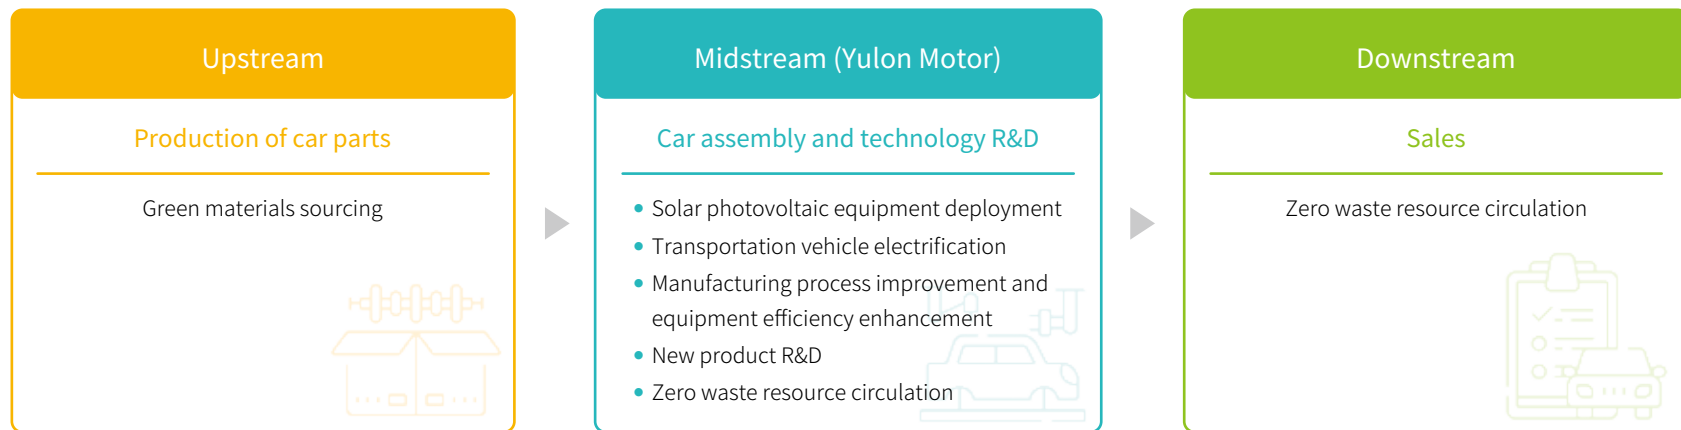 Upstream
Production of car parts
Green materials sourcing
Midstream (Yulon Motor)
Car assembly and technology R&D
• Solar photovoltaic equipment deployment
• Transportation vehicle electrification
• Manufacturing process improvement and
equipment efficiency enhancement
• New product R&D
• Zero waste resource circulation
Downstream
Sales
Zero waste resource circulation